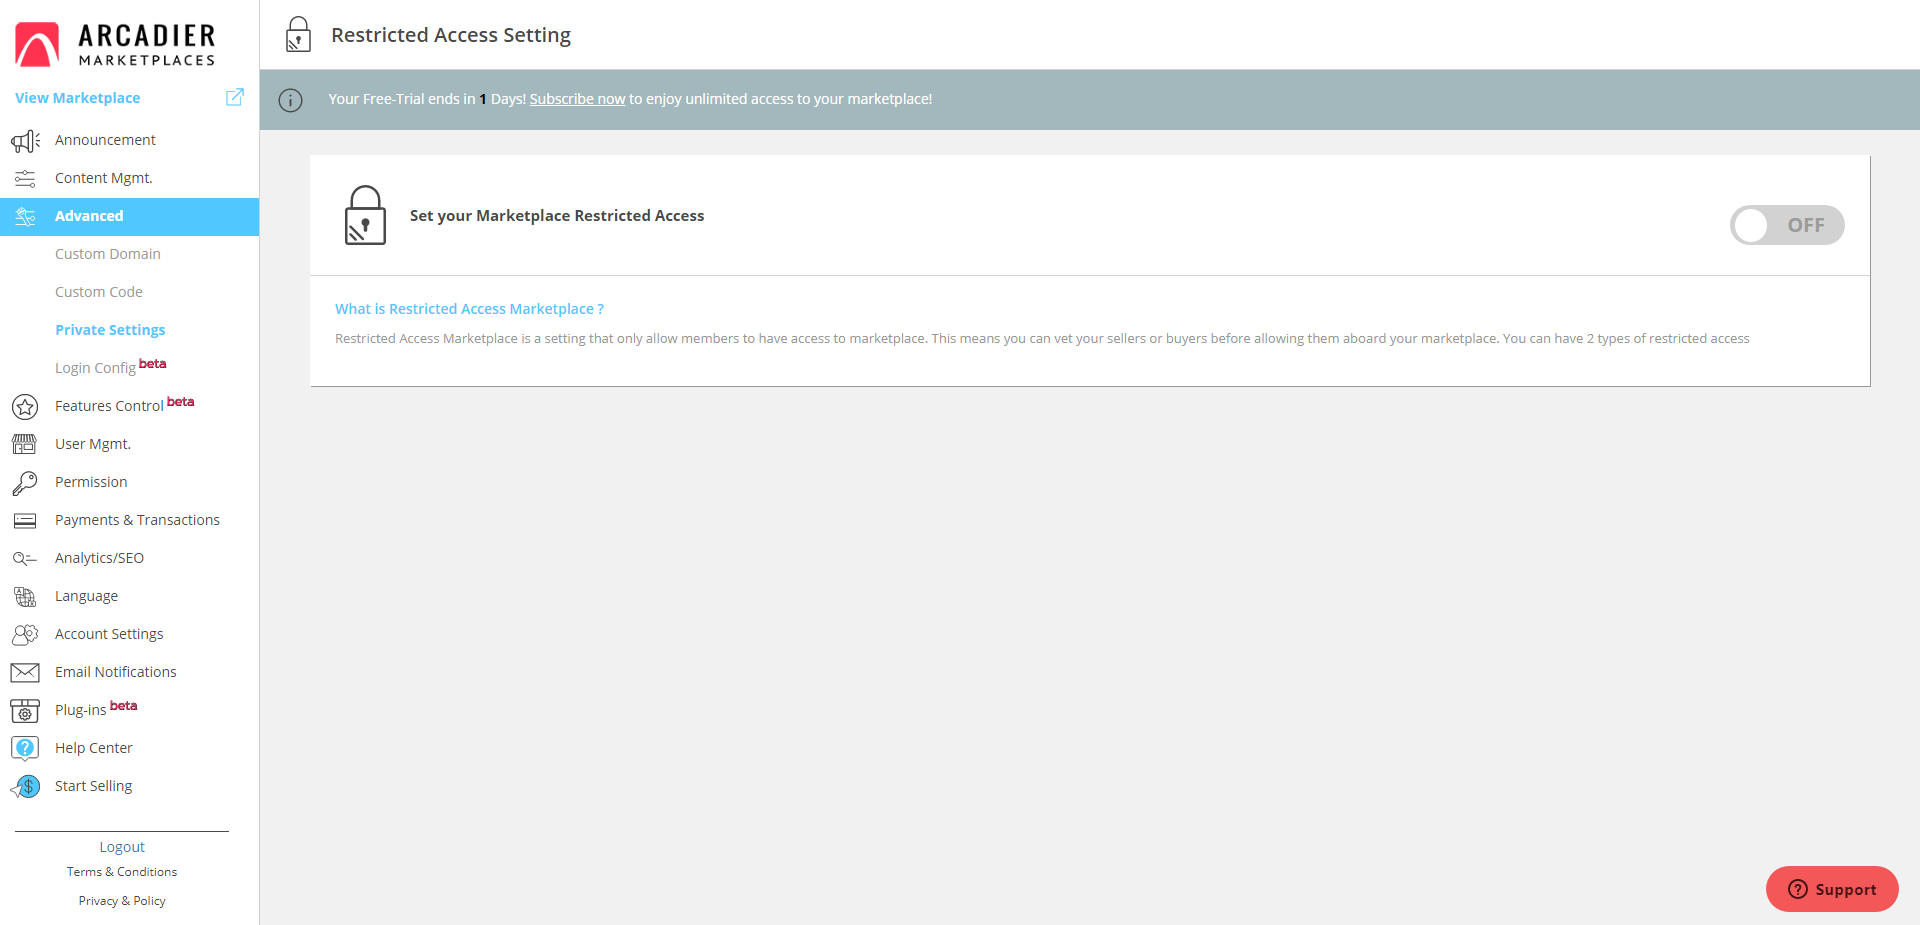 ARCADIER
MARKETPLACES
View Marketplace
Announcement
Content Mgmt.
Advanced
Custom Domain
Custom Code
Private Settings
Login Config beta
Features Control beta
User Mgmt.
Permission
Payments & Transactions
Analytics/SEO
Language
Account Settings
Email Notifications
Plug-ins beta
Help Center
Start Selling
Logout
Terms & Conditions
Privacy & Policy
Restricted Access Setting
Your Free-Trial ends in 1 Days! Subscribe now to enjoy unlimited access to your marketplace!
Set your Marketplace Restricted Access
OFF
What is Restricted Access Marketplace ?
Restricted Access Marketplace is a setting that only allow members to have access to marketplace. This means you can vet your sellers or buyers before allowing them aboard your marketplace. You can have 2 types of restricted access
Support